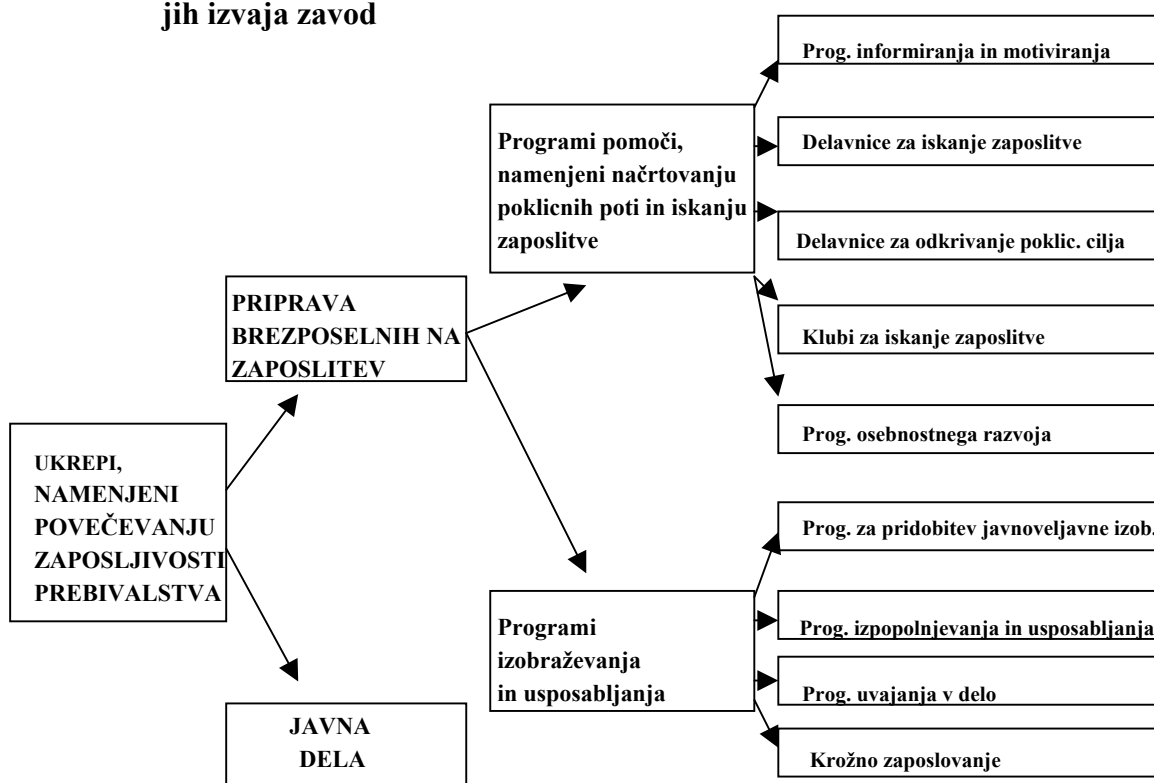 jih izvaja zavod
UKREPI,
NAMENJENI
POVEČEVANJU
ZAPOSLJIVOSTI
PREBIVALSTVA
PRIPRAVA
BREZPOSELNIH NA
ZAPOSLITEV
JAVNA
DELA
Programi pomoči,
namenjeni načrtovanju
poklicnih poti in iskanju
zaposlitve
Programi
izobraževanja
in usposabljanja
Prog. informiranja in motiviranja
Delavnice za iskanje zaposlitve
Delavnice za odkrivanje poklic. cilja
Klubi za iskanje zaposlitve
Prog. osebnostnega razvoja
Prog. za pridobitev javnoveljavne izob.
Prog. izpopolnjevanja in usposabljanja
Prog. uvajanja v delo
Krožno zaposlovanje